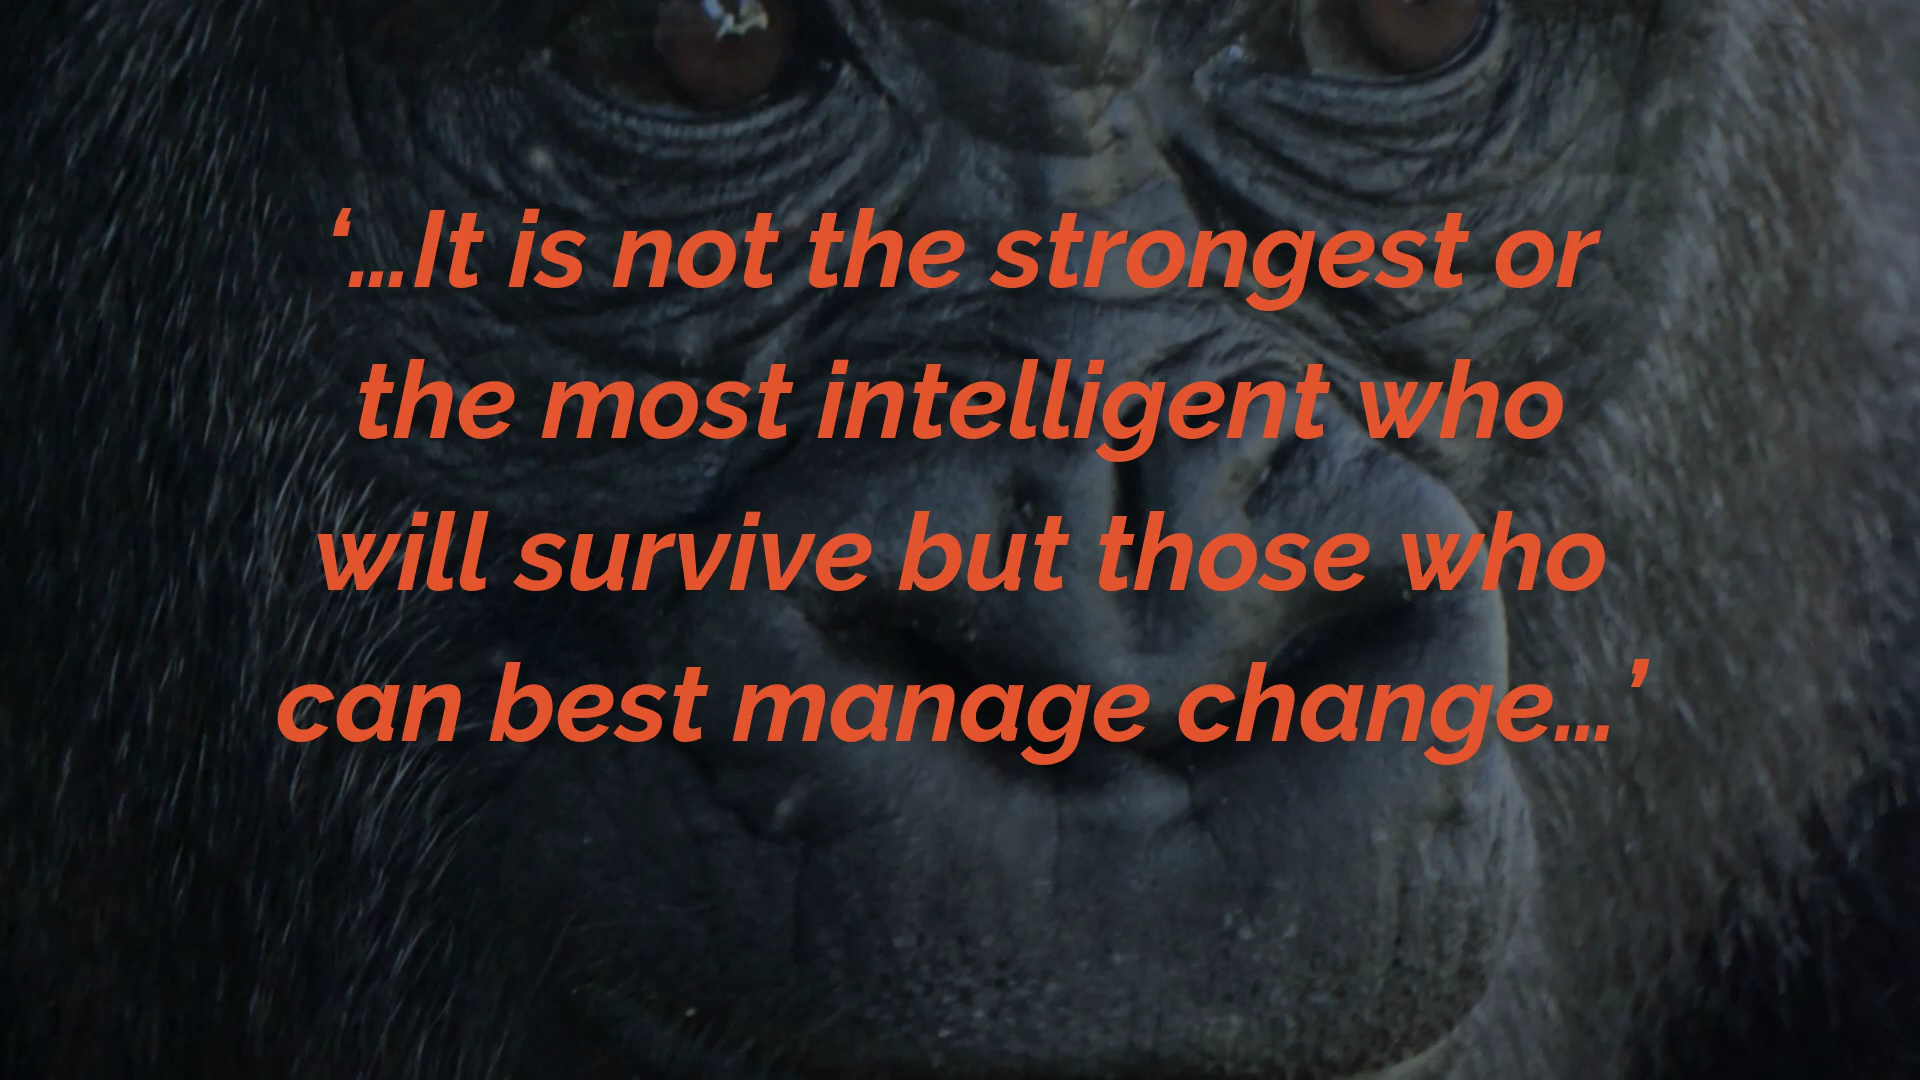 ‘…It is not the strongest or
the most intelligent who
will survive but those who
can best manage change…’